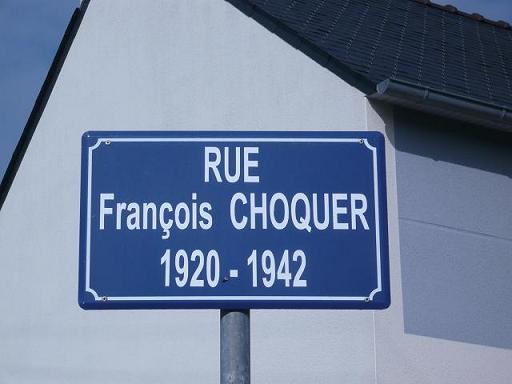 RUE
François CHOQUER
1920 - 1942